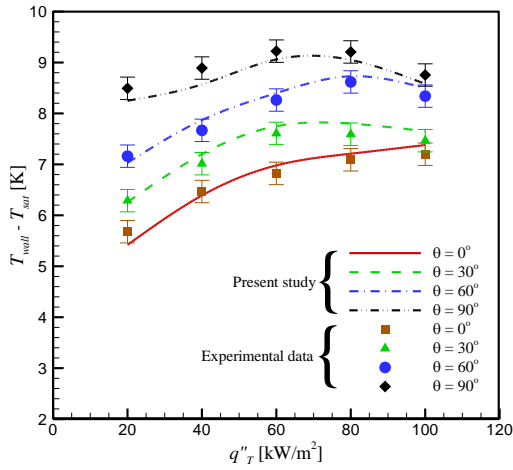 10
9
8
7
6
5
4
3
2
T_wall - T_sat [K]
θ = 0°
θ = 30°
Present study
θ = 60°
θ = 90°
θ = 0°
θ = 30°
Experimental data
θ = 60°
θ = 90°
0 20 40 60 80 100 120
q"_T [kW/m²]